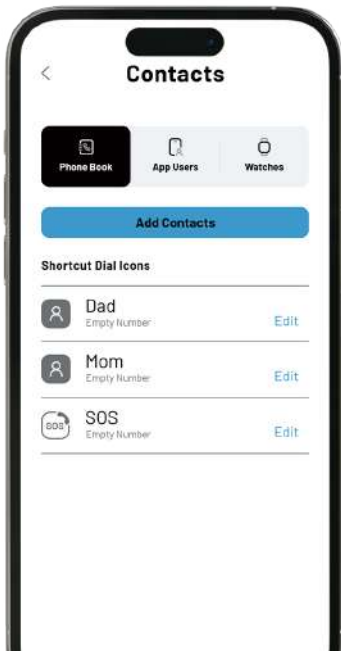 Contacts
Phone Book
App Users
Watches
Add Contacts
Shortcut Dial Icons
Dad
Empty Number
Edit
Mom
Empty Number
Edit
SOS
SOS
Empty Number
Edit